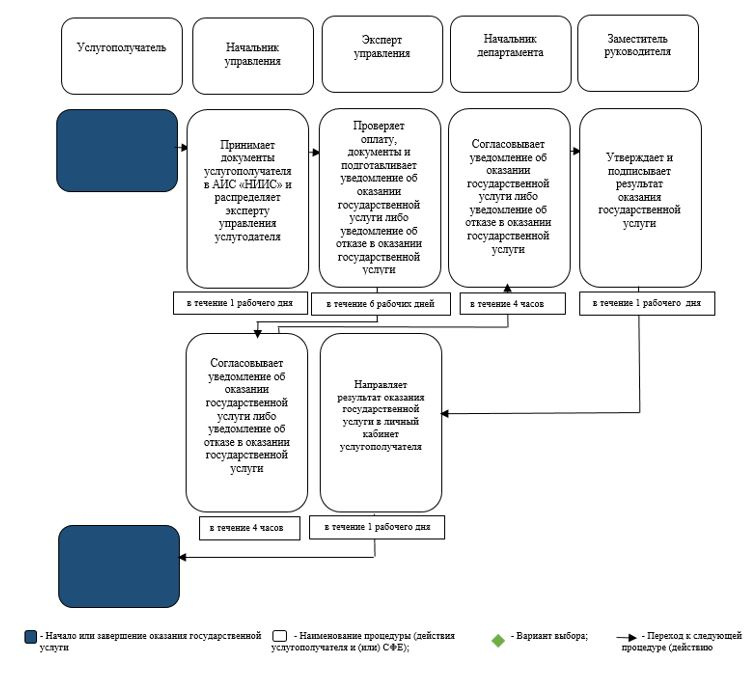 Услугополучатель
Начальник
управления
Эксперт
управления
Начальник
департамента
Заместитель
руководителя
Принимает
документы
услугополучателя
в АИС «НИИС» и
распределяет
эксперту
управления
услугодателя
Проверяет
оплату,
документы и
подготавливает
уведомление об
оказании
государственной
услуги либо
уведомление об
отказе в оказании
государственной
услуги
Согласовывает
уведомление об
оказании
государственной
услуги либо
уведомление об
отказе в оказании
государственной
услуги
Утверждает и
подписывает
результат
оказания
государственной
услуги
в течение 1 рабочего дня
в течение 6 рабочих дней
в течение 4 часов
в течение 1 рабочего дня
Согласовывает
уведомление об
оказании
государственной
услуги либо
уведомление об
отказе в оказании
государственной
услуги
Направляет
результат оказания
государственной
услуги в личный
кабинет
услугополучателя
в течение 4 часов
в течение 1 рабочего дня
- Начало или завершение оказания государственной
услуги
- Наименование процедуры (действия
услугополучателя и (или) СФЕ);
- Вариант выбора;
- Переход к следующей
процедуре (действию